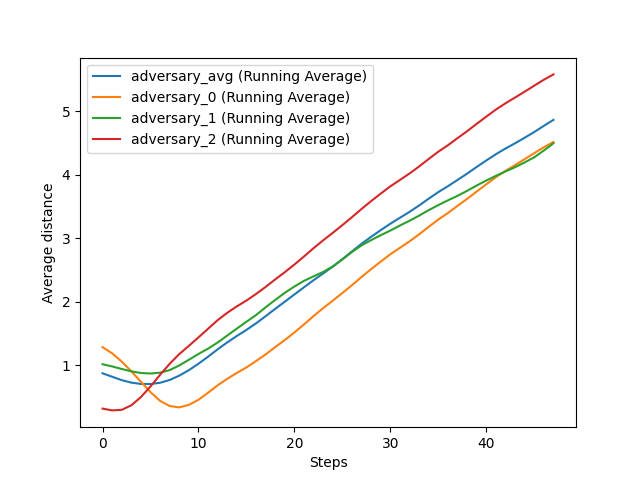 adversary_avg (Running Average)
adversary_0 (Running Average)
adversary_1 (Running Average)
adversary_2 (Running Average)
Average distance
5
4
3
2
1
0 10 20 30 40
Steps